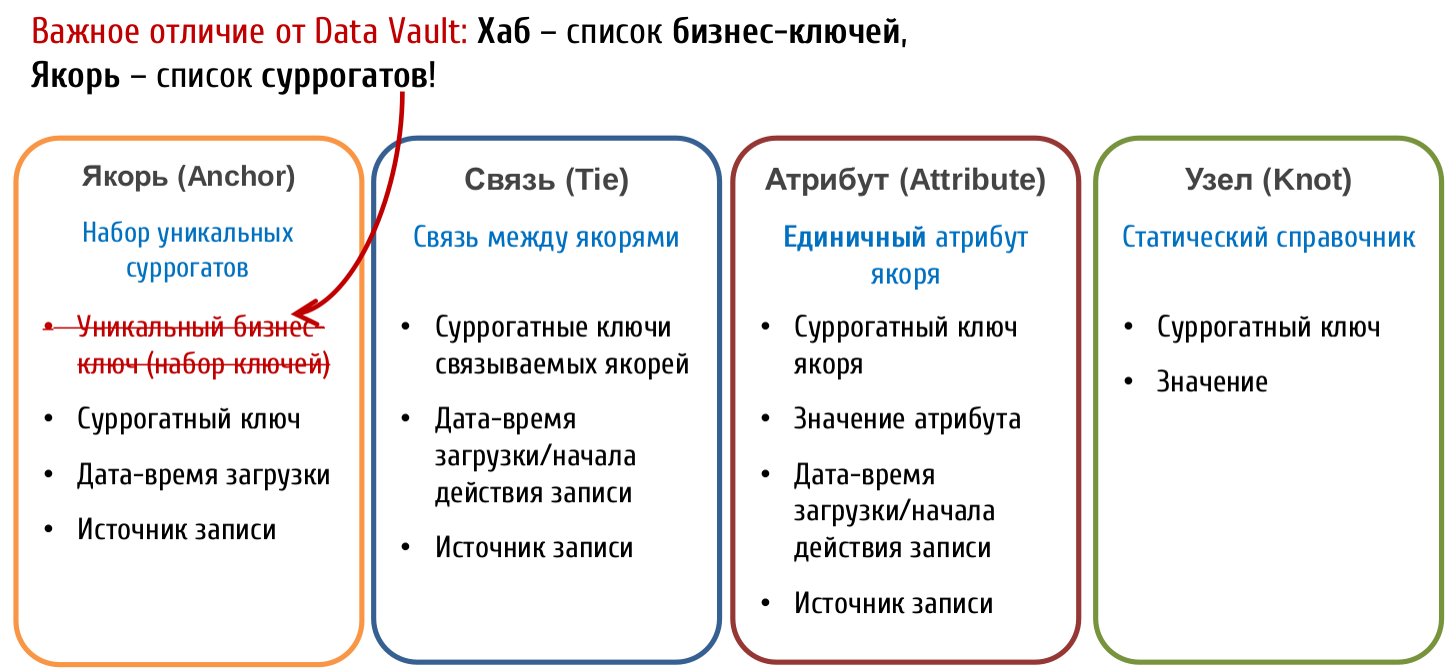 Важное отличие от Data Vault: Хаб – список бизнес-ключей,
Якорь – список суррогатов!
Якорь (Anchor)
Набор уникальных
суррогатов
• Уникальный бизнес-
ключ (набор ключей)
• Суррогатный ключ
• Дата-время загрузки
• Источник записи
Связь (Tie)
Связь между якорями
• Суррогатные ключи
связываемых якорей
• Дата-время
загрузки/начала
действия записи
• Источник записи
Атрибут (Attribute)
Единичный атрибут
якоря
• Суррогатный ключ
якоря
• Значение атрибута
• Дата-время
загрузки/начала
действия записи
• Источник записи
Узел (Knot)
Статический справочник
• Суррогатный ключ
• Значение